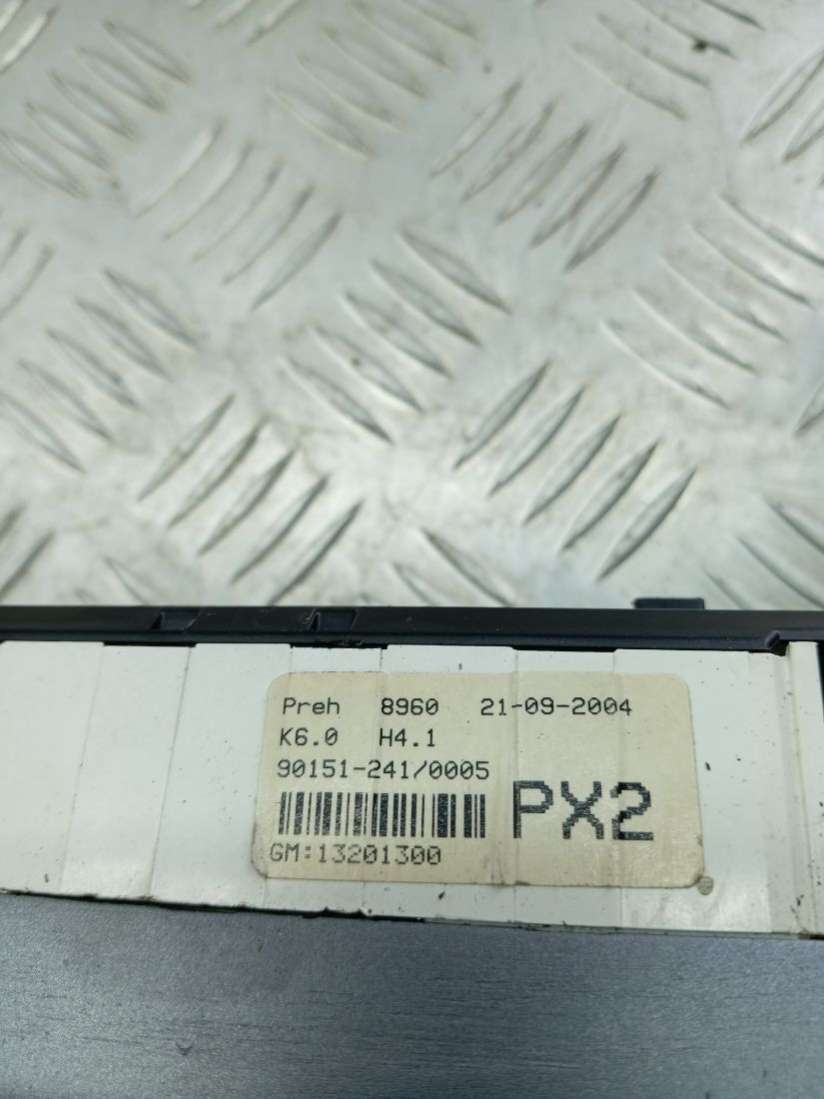 Preh 8960 21-09-2004
K6.0 H4.1
90151-241/0005
PX2
GM:13201300